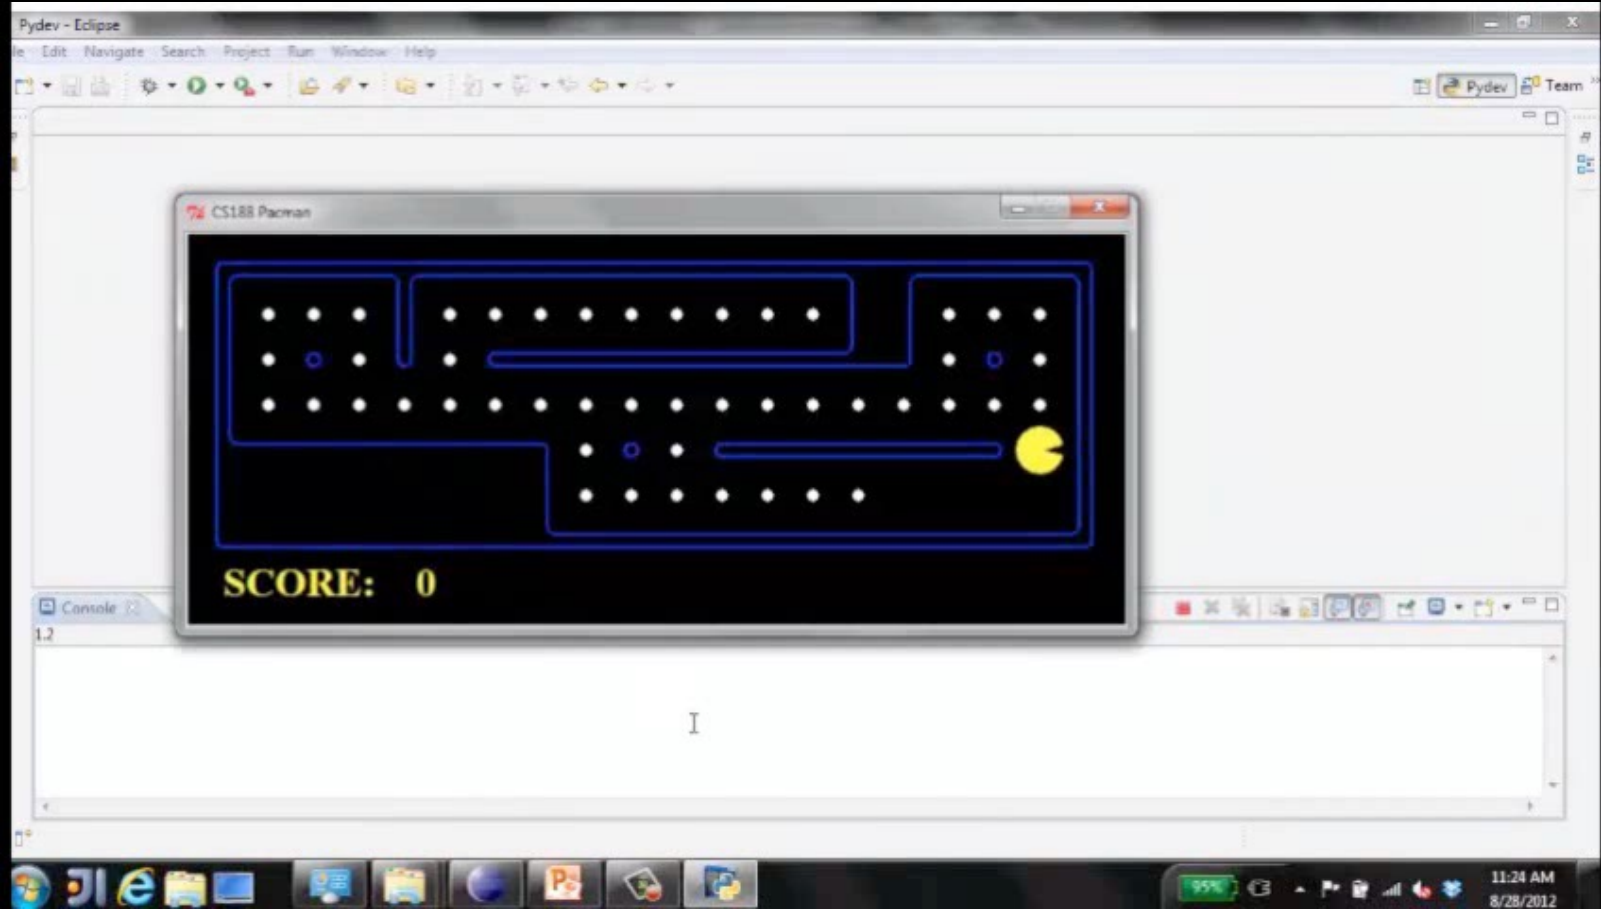 Pydev - Eclipse
le Edit Navigate Search Project Run Window Help
Pydev Team
CS188 Pacman
SCORE: 0
Console
1.2
95%
11:24 AM
8/28/2012